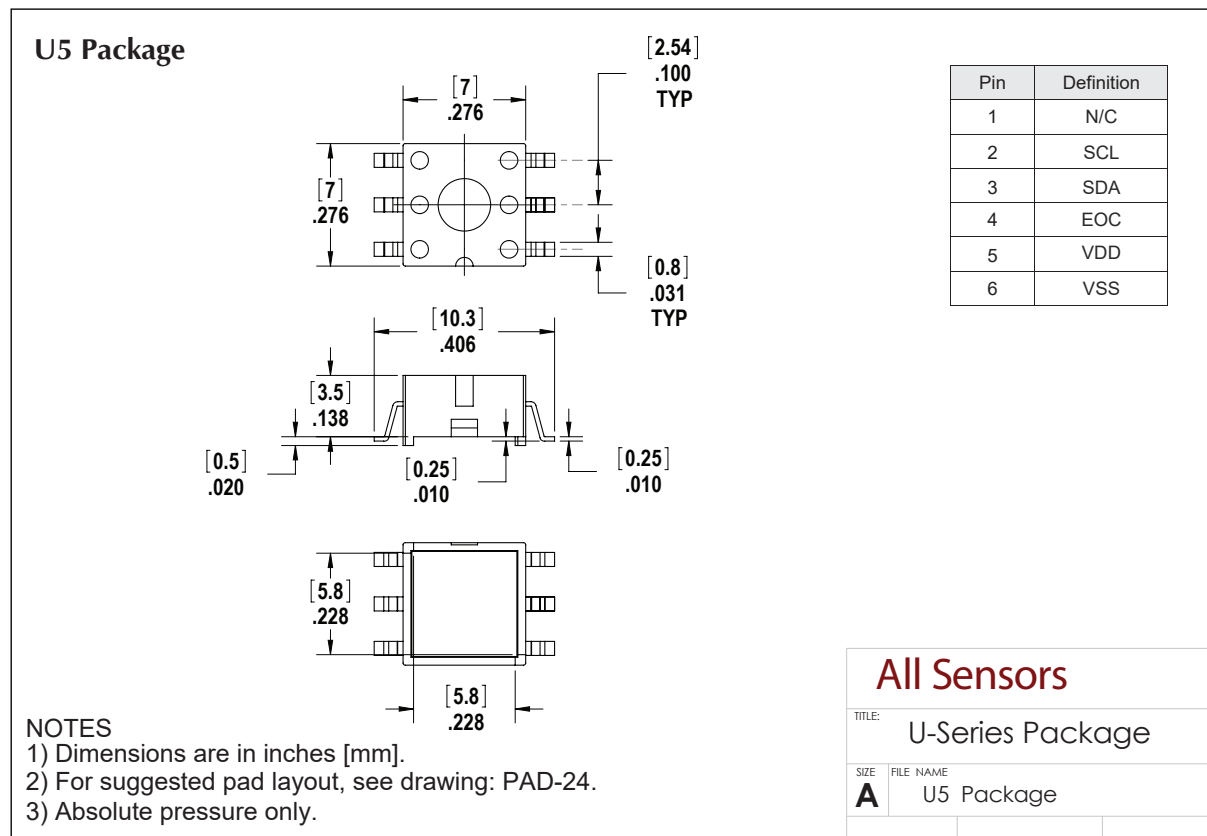 U5 Package
[2.54]
.100
TYP
[7]
.276
[7]
.276
[0.8]
.031
TYP
[10.3]
.406
[3.5]
.138
[0.5]
.020
[0.25]
.010
[0.25]
.010
[5.8]
.228
[5.8]
.228
Pin Definition
1 N/C
2 SCL
3 SDA
4 EOC
5 VDD
6 VSS
NOTES
1) Dimensions are in inches [mm].
2) For suggested pad layout, see drawing: PAD-24.
3) Absolute pressure only.
All Sensors
TITLE:
U-Series Package
SIZE FILE NAME
A U5 Package